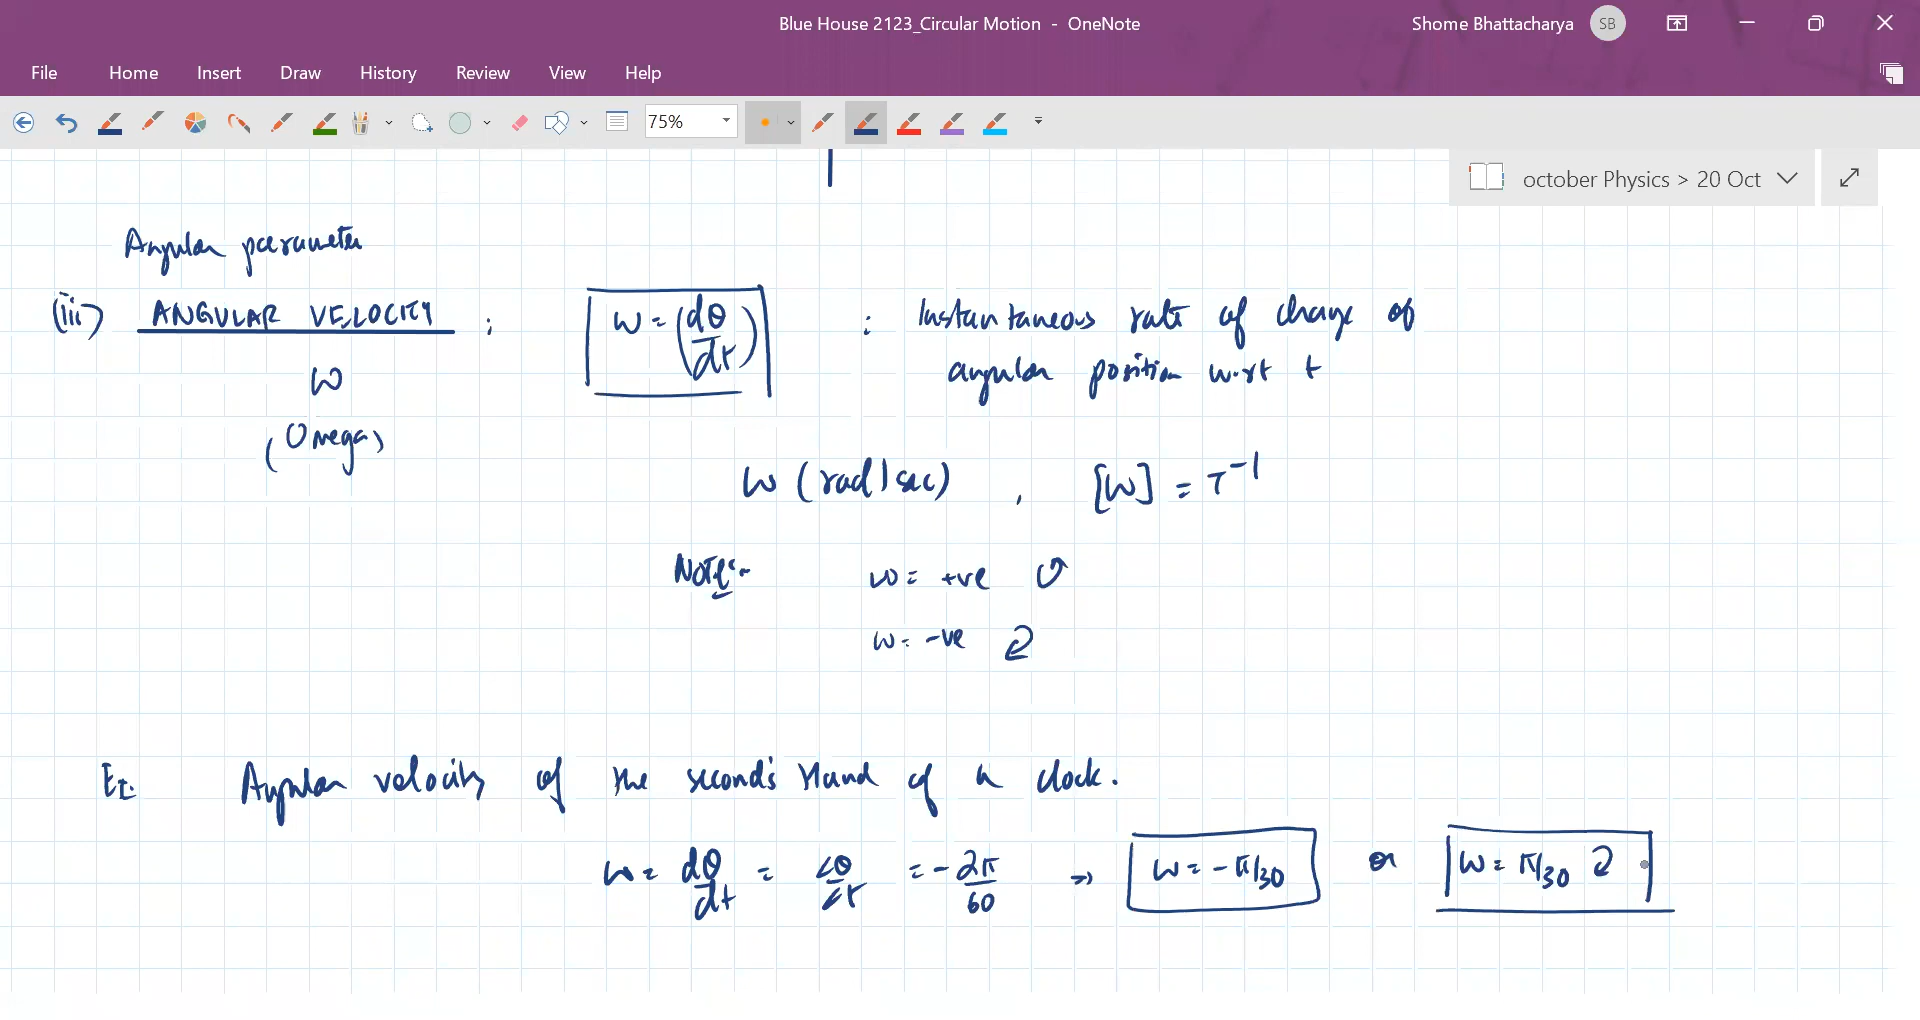 Blue House 2123_Circular Motion - OneNote
Shome Bhattacharya SB
File Home Insert Draw History Review View Help
75%
october Physics > 20 Oct
Angular parameter
(iii) ANGULAR VELOCITY : ω = (dθ/dt) : Instantaneous rate of change of
angular position w.r.t t
ω
(Omega)
ω (rad/sec) , [ω] = T⁻¹
NOTE:- ω = +ve ↺
ω = -ve ↻
Ex. Angular velocity of the second's Hand of a clock.
ω = dθ/dt = Δθ/Δt = -2π/60 ⇒ ω = -π/30 or ω = π/30 ↻